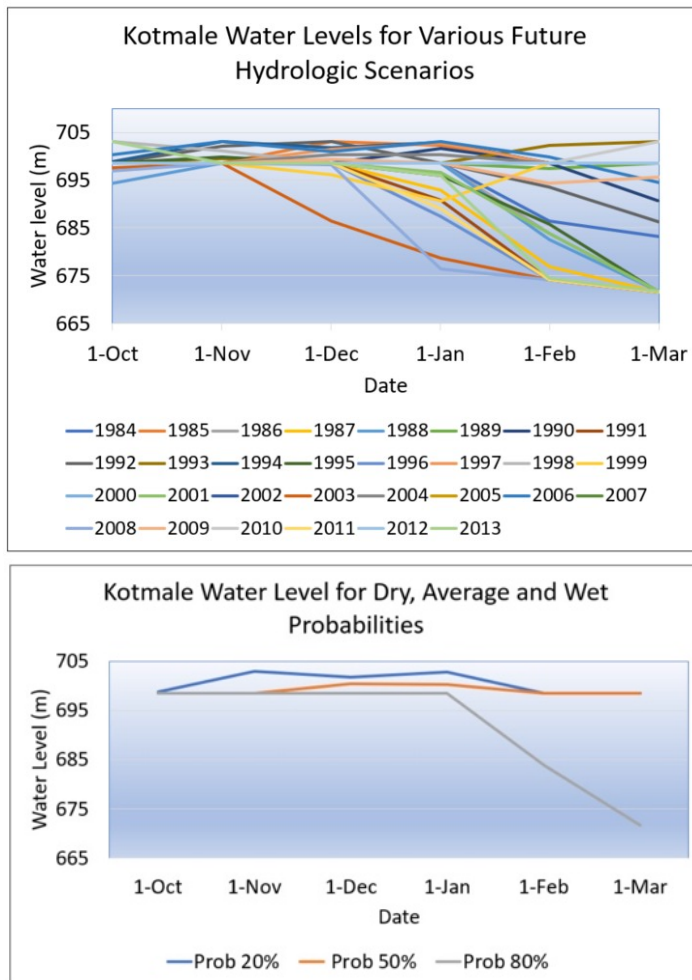 Kotmale Water Levels for Various Future
Hydrologic Scenarios
Water level (m)
705
695
685
675
665
1-Oct 1-Nov 1-Dec 1-Jan 1-Feb 1-Mar
Date
1984 1985 1986 1987 1988 1989 1990 1991
1992 1993 1994 1995 1996 1997 1998 1999
2000 2001 2002 2003 2004 2005 2006 2007
2008 2009 2010 2011 2012 2013
Kotmale Water Level for Dry, Average and Wet
Probabilities
Water Level (m)
705
695
685
675
665
1-Oct 1-Nov 1-Dec 1-Jan 1-Feb 1-Mar
Date
Prob 20% Prob 50% Prob 80%